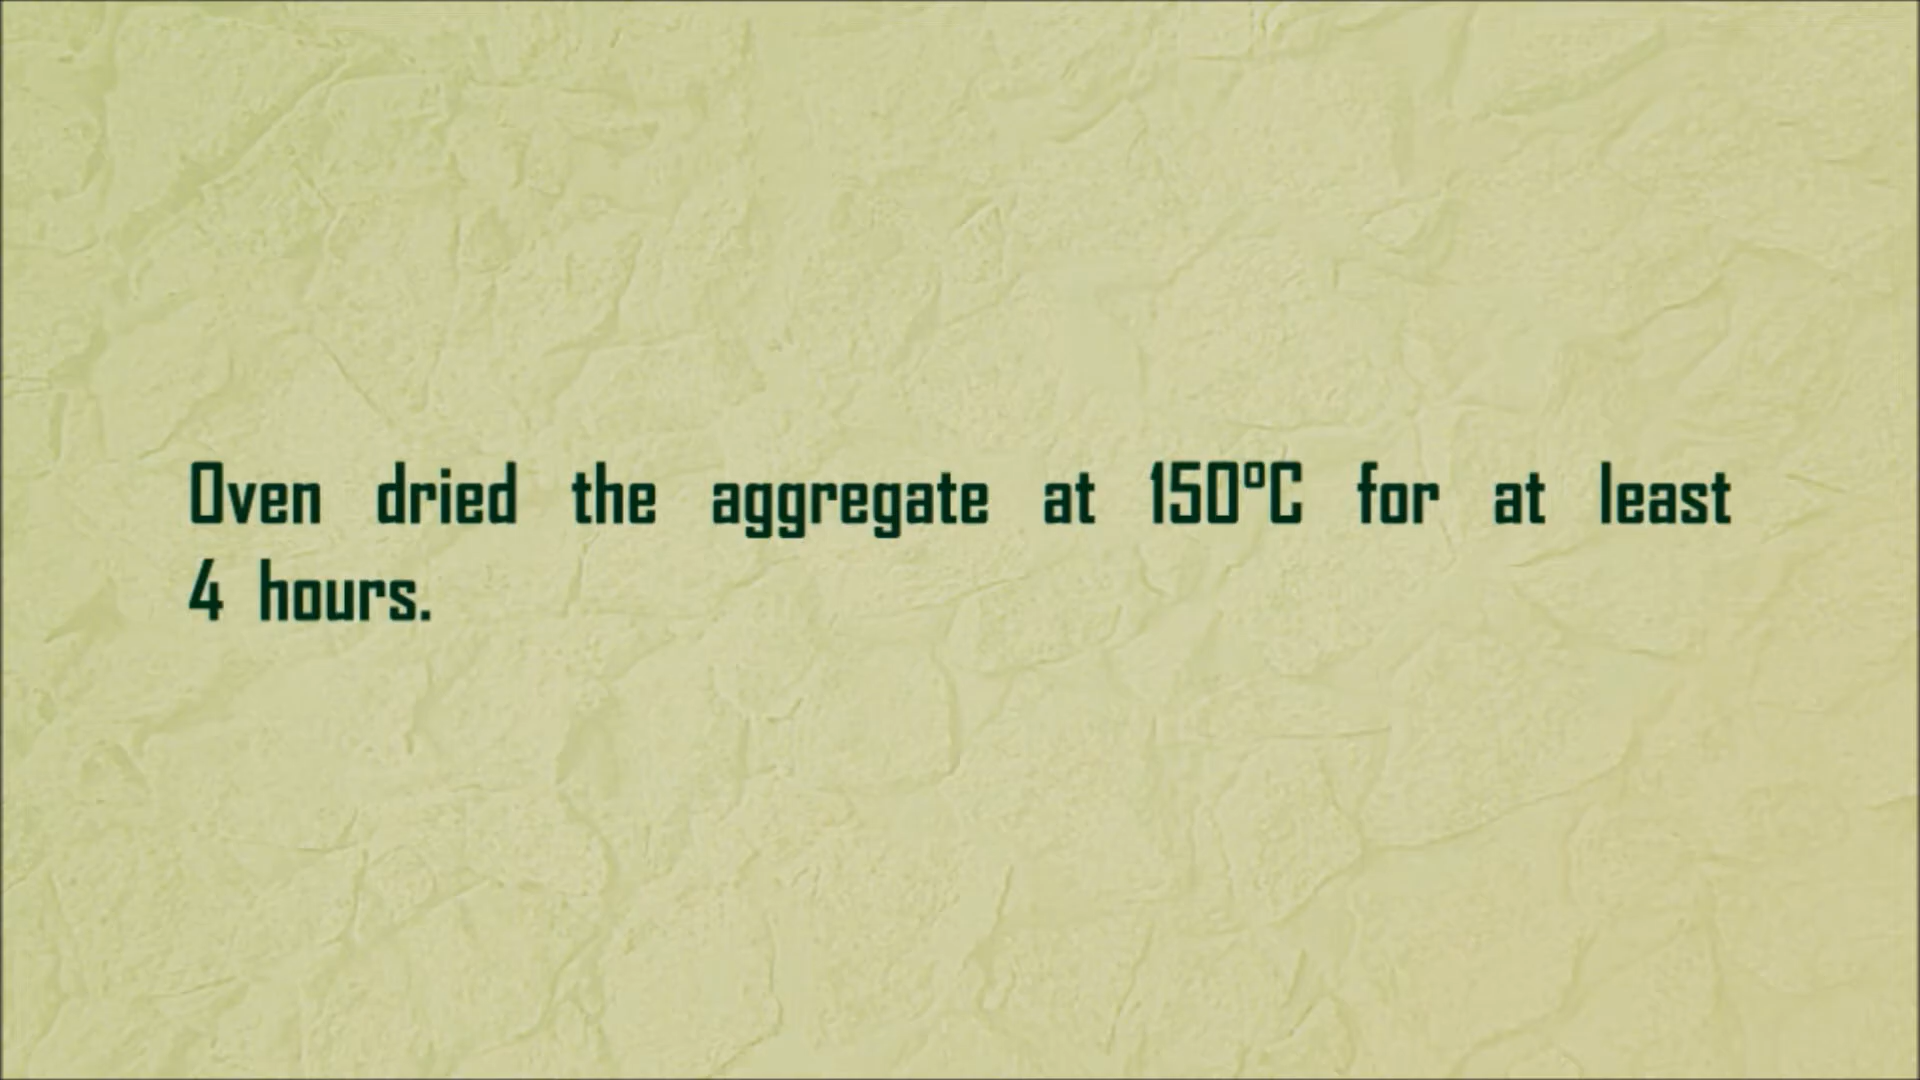 Oven dried the aggregate at 150°C for at least
4 hours.